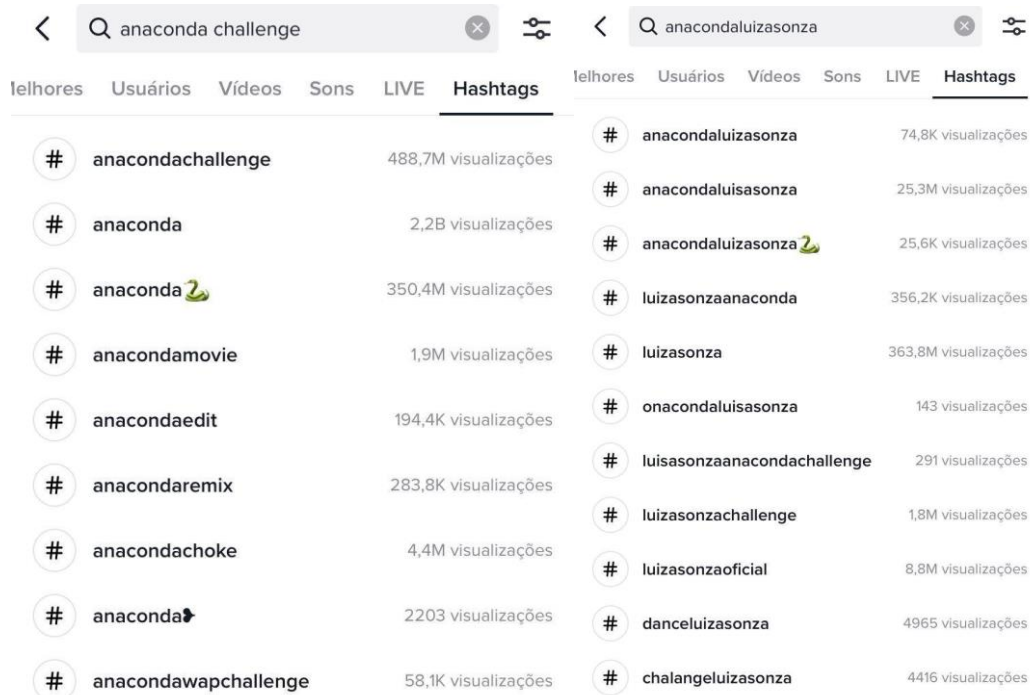 anaconda challenge
lelhores Usuários Vídeos Sons LIVE Hashtags
# anacondachallenge 488,7M visualizações
# anaconda 2,2B visualizações
# anaconda🐍 350,4M visualizações
# anacondamovie 1,9M visualizações
# anacondaedit 194,4K visualizações
# anacondaremix 283,8K visualizações
# anacondachoke 4,4M visualizações
# anaconda❥ 2203 visualizações
# anacondawapchallenge 58,1K visualizações
anacondaluizasonza
lelhores Usuários Vídeos Sons LIVE Hashtags
# anacondaluizasonza 74,8K visualizações
# anacondaluisasonza 25,3M visualizações
# anacondaluizasonza🐍 25,6K visualizações
# luizasonzaanaconda 356,2K visualizações
# luizasonza 363,8M visualizações
# onacondaluisasonza 143 visualizações
# luisasonzaanacondachallenge 291 visualizações
# luizasonzachallenge 1,8M visualizações
# luizasonzaoficial 8,8M visualizações
# danceluizasonza 4965 visualizações
# chalangeluizasonza 4416 visualizações